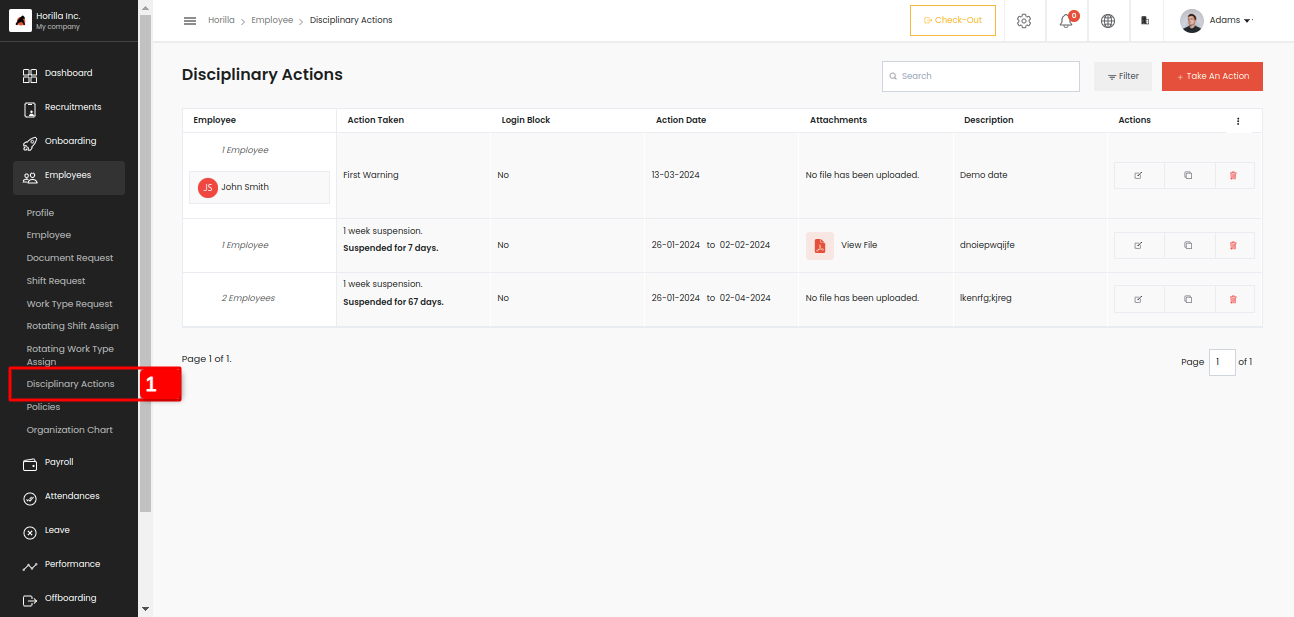 Horilla Inc.
My company
Dashboard
Recruitments
Onboarding
Employees
Profile
Employee
Document Request
Shift Request
Work Type Request
Rotating Shift Assign
Rotating Work Type
Assign
Disciplinary Actions
1
Policies
Organization Chart
Payroll
Attendances
Leave
Performance
Offboarding
Horilla > Employee > Disciplinary Actions
Check-Out
0
Adams
Disciplinary Actions
Search
Filter
+ Take An Action
Employee Action Taken Login Block Action Date Attachments Description Actions
1 Employee
JS John Smith
First Warning No 13-03-2024 No file has been uploaded. Demo date
1 Employee
1 week suspension.
Suspended for 7 days.
No 26-01-2024 to 02-02-2024 View File dnoiepwqijfe
2 Employees
1 week suspension.
Suspended for 67 days.
No 26-01-2024 to 02-04-2024 No file has been uploaded. lkenrfg;kjreg
Page 1 of 1.
Page 1 of 1